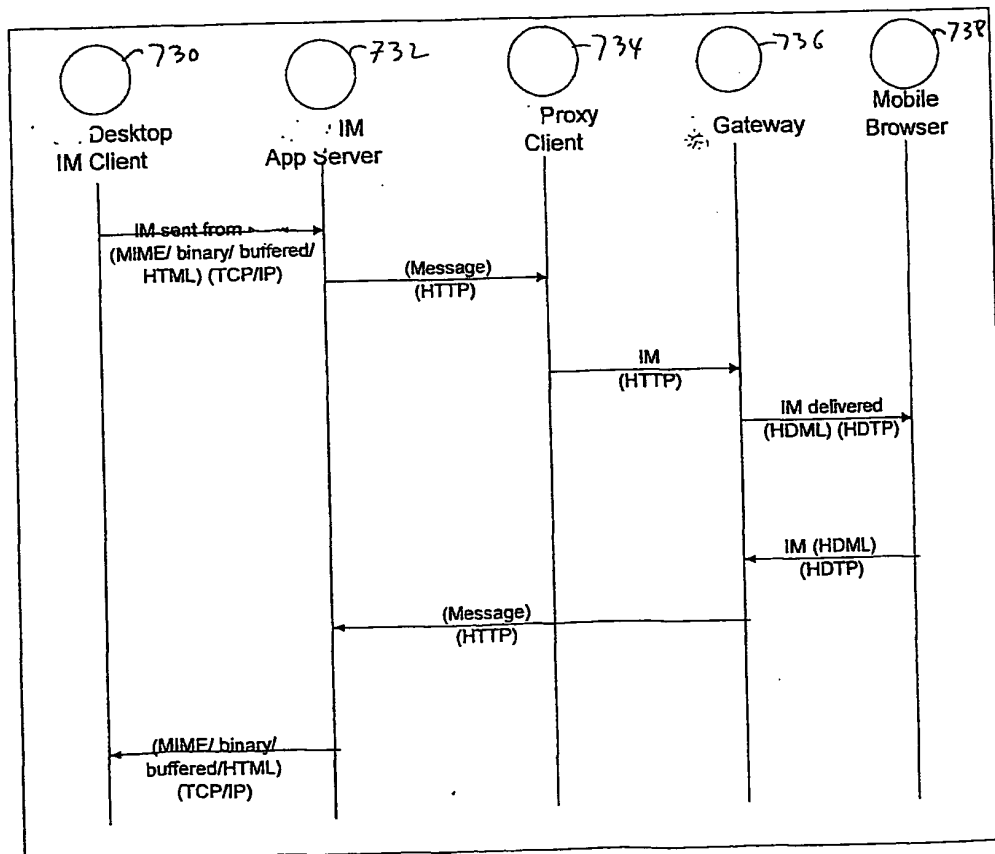 730
732
734
736
738
Desktop
IM Client
IM
App Server
Proxy
Client
Gateway
Mobile
Browser
IM sent from
(MIME/ binary/ buffered/
HTML) (TCP/IP)
(Message)
(HTTP)
IM
(HTTP)
IM delivered
(HDML) (HDTP)
IM (HDML)
(HDTP)
(Message)
(HTTP)
(MIME/ binary/
buffered/HTML)
(TCP/IP)